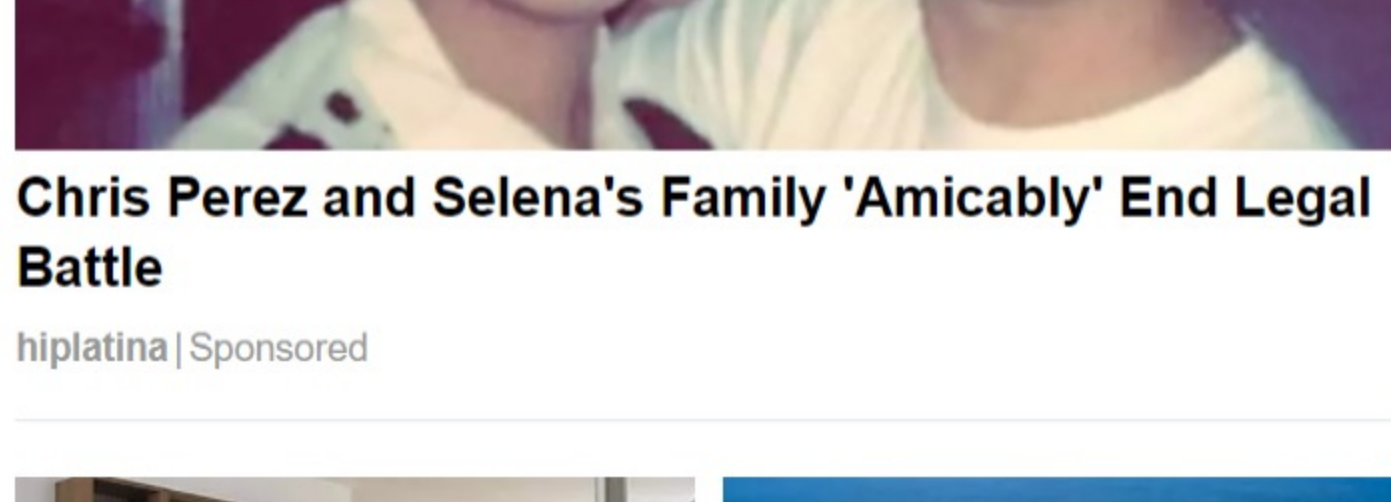 Chris Perez and Selena's Family 'Amicably' End Legal
Battle
hiplatina | Sponsored